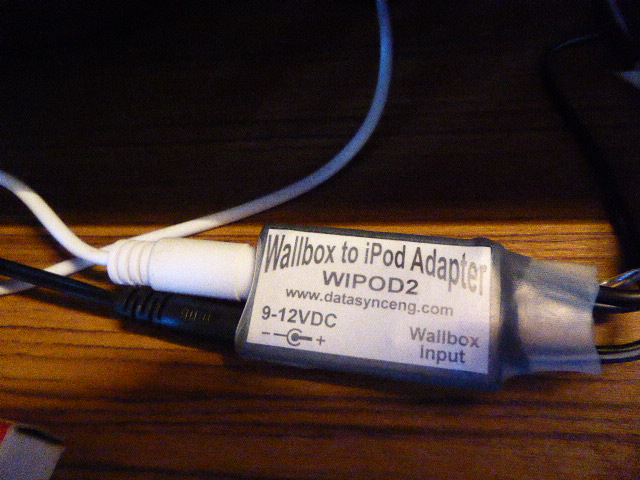 Wallbox to iPod Adapter
WIPOD2
www.datasynceng.com
9-12VDC
- +
Wallbox
Input